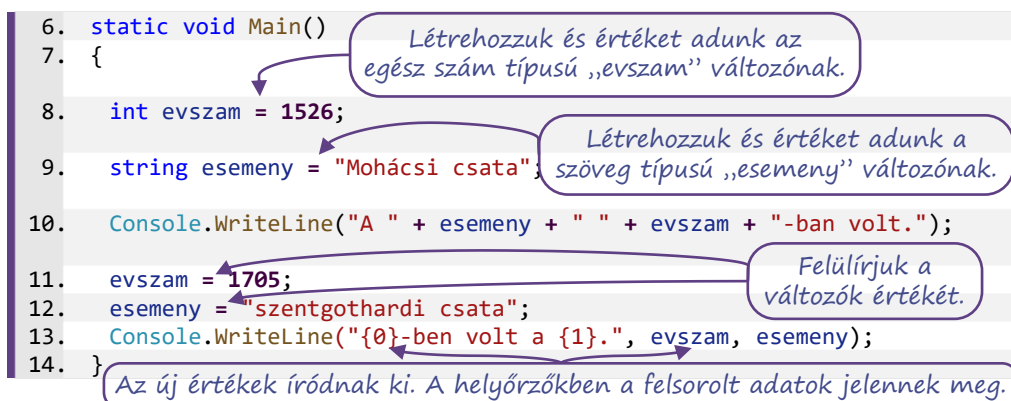 6. static void Main()
7. {
Létrehozzuk és értéket adunk az
egész szám típusú „evszam” változónak.
8. int evszam = 1526;
Létrehozzuk és értéket adunk a
szöveg típusú „esemeny” változónak.
9. string esemeny = "Mohácsi csata";
10. Console.WriteLine("A " + esemeny + " " + evszam + "-ban volt.");
11. evszam = 1705;
Felülírjuk a
változók értékét.
12. esemeny = "szentgothardi csata";
13. Console.WriteLine("{0}-ben volt a {1}.", evszam, esemeny);
14. }
Az új értékek íródnak ki. A helyőrzőkben a felsorolt adatok jelennek meg.